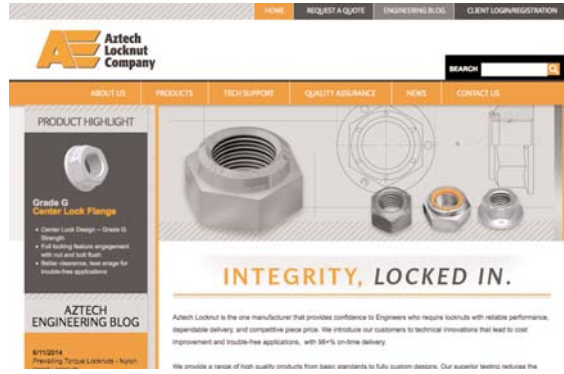 HOME
REQUEST A QUOTE
ENGINEERING BLOG
CLIENT LOGIN/REGISTRATION
Aztech
Locknut
Company
SEARCH
ABOUT US
PRODUCTS
TECH SUPPORT
QUALITY ASSURANCE
NEWS
CONTACT US
PRODUCT HIGHLIGHT
Grade G
Center Lock Flange
• Center Lock Design – Grade G
Strength
• Full locking feature engagement
with nut and bolt flush
• Better clearance, less snage for
trouble-free applications
AZTECH
ENGINEERING BLOG
6/11/2014
Prevailing Torque Locknuts - Nylon
INTEGRITY, LOCKED IN.
Aztech Locknut is the one manufacturer that provides confidence to Engineers who require locknuts with reliable performance,
dependable delivery, and competitive piece price. We introduce our customers to technical innovations that lead to cost
improvement and trouble-free applications, with 98+% on-time delivery.
We provide a range of high quality products from basic standards to fully custom designs. Our superior testing reduces the